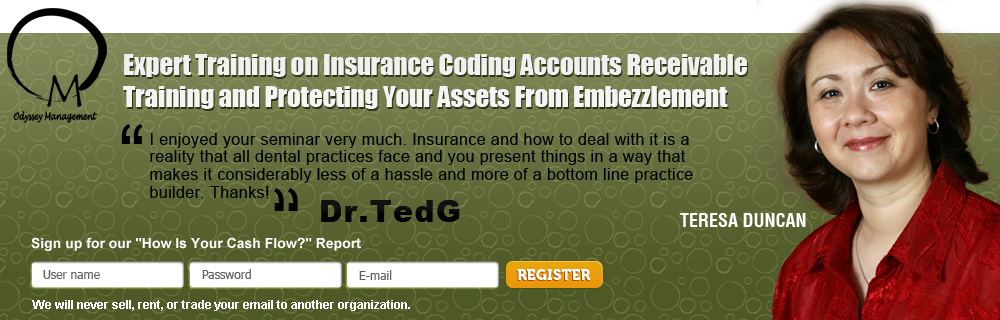 M
Odyssey Management
Expert Training on Insurance Coding Accounts Receivable
Training and Protecting Your Assets From Embezzlement
“ I enjoyed your seminar very much. Insurance and how to deal with it is a
reality that all dental practices face and you present things in a way that
makes it considerably less of a hassle and more of a bottom line practice
builder. Thanks! ”
Dr.TedG
TERESA DUNCAN
Sign up for our "How Is Your Cash Flow?" Report
User name Password E-mail REGISTER
We will never sell, rent, or trade your email to another organization.